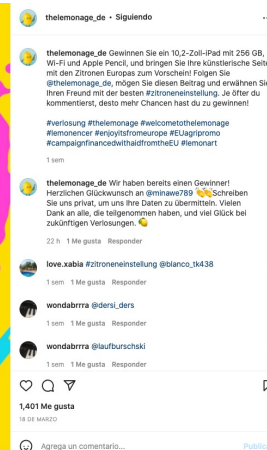 thelemonage_de • Siguiendo
thelemonage_de Gewinnen Sie ein 10,2-Zoll-iPad mit 256 GB,
Wi-Fi und Apple Pencil, und bringen Sie Ihre künstlerische Seite
mit den Zitronen Europas zum Vorschein! Folgen Sie
@thelemonage_de, mögen Sie diesen Beitrag und erwähnen Sie
Ihren Freund mit der besten #zitroneneinstellung. Je öfter du
kommentierst, desto mehr Chancen hast du zu gewinnen!
#verlosung #thelemonage #welcometothelemonage
#lemonencer #enjoyitsfromeurope #EUagripromo
#campaignfinancedwithaidfromtheEU #lemonart
1 sem
thelemonage_de Wir haben bereits einen Gewinner!
Herzlichen Glückwunsch an @minawe789 👏👏Schreiben
Sie uns privat, um uns Ihre Daten zu übermitteln. Vielen
Dank an alle, die teilgenommen haben, und viel Glück bei
zukünftigen Verlosungen. 🍋
22 h 1 Me gusta Responder
love.xabia #zitroneneinstellung @blanco_tk438
1 sem 1 Me gusta Responder
wondabrrra @dersi_ders
1 sem 1 Me gusta Responder
wondabrrra @laufburschski
1 sem 1 Me gusta Responder
1,401 Me gusta
18 DE MARZO
Agrega un comentario...
Public